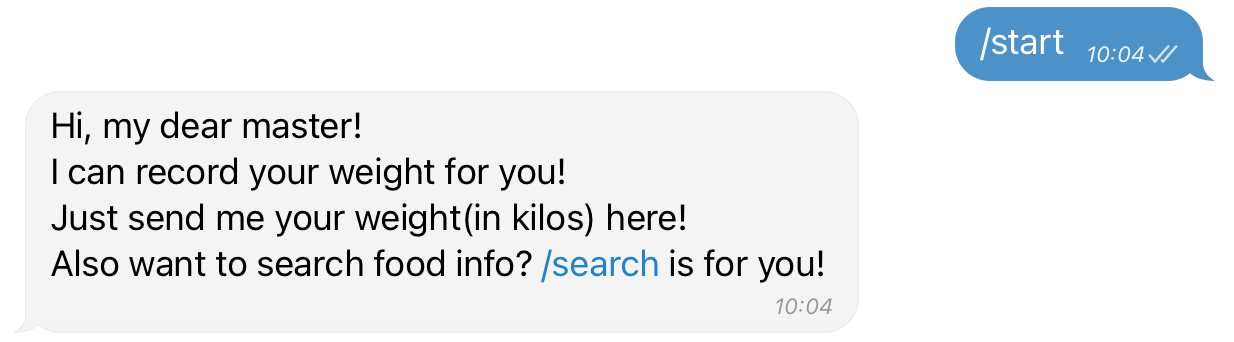 /start 10:04
Hi, my dear master!
I can record your weight for you!
Just send me your weight(in kilos) here!
Also want to search food info? /search is for you!
10:04